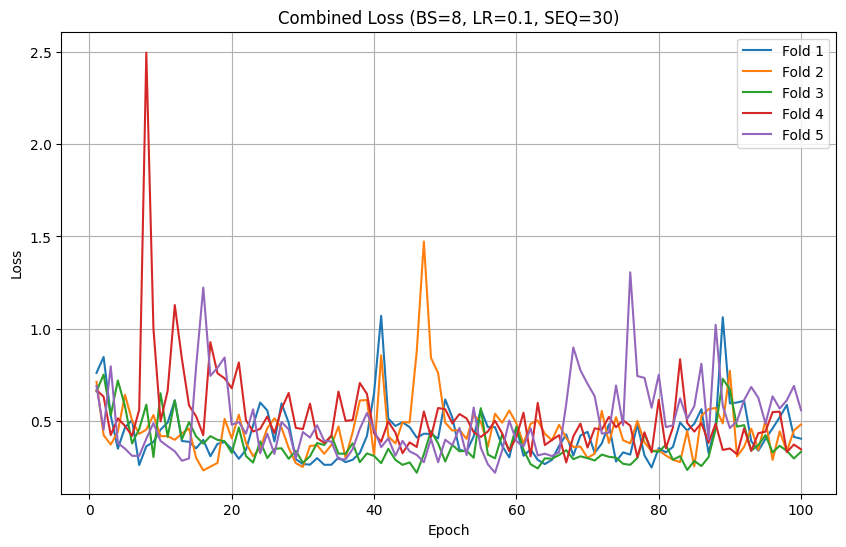 Combined Loss (BS=8, LR=0.1, SEQ=30)
Loss
2.5
2.0
1.5
1.0
0.5
0
20
40
60
80
100
Epoch
Fold 1
Fold 2
Fold 3
Fold 4
Fold 5